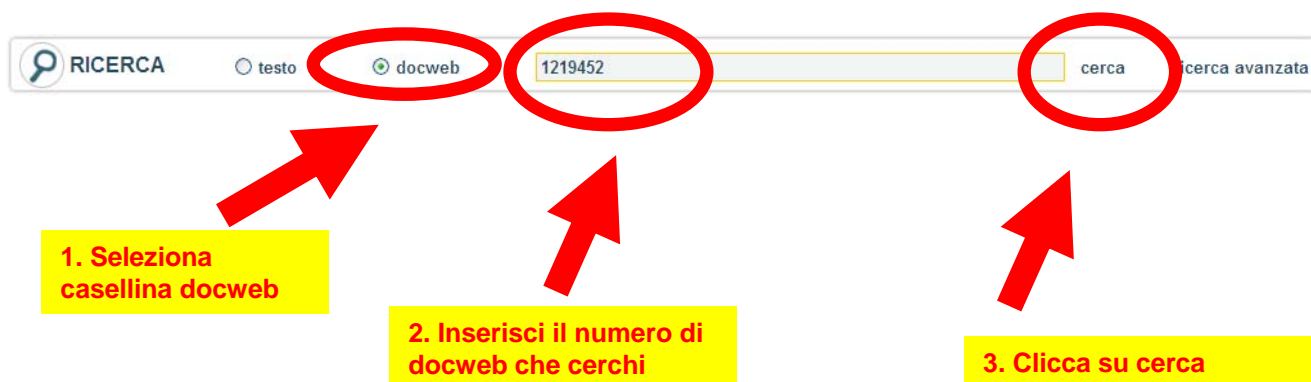 RICERCA testo docweb 1219452 cerca icerca avanzata
1. Seleziona
casellina docweb
2. Inserisci il numero di
docweb che cerchi
3. Clicca su cerca